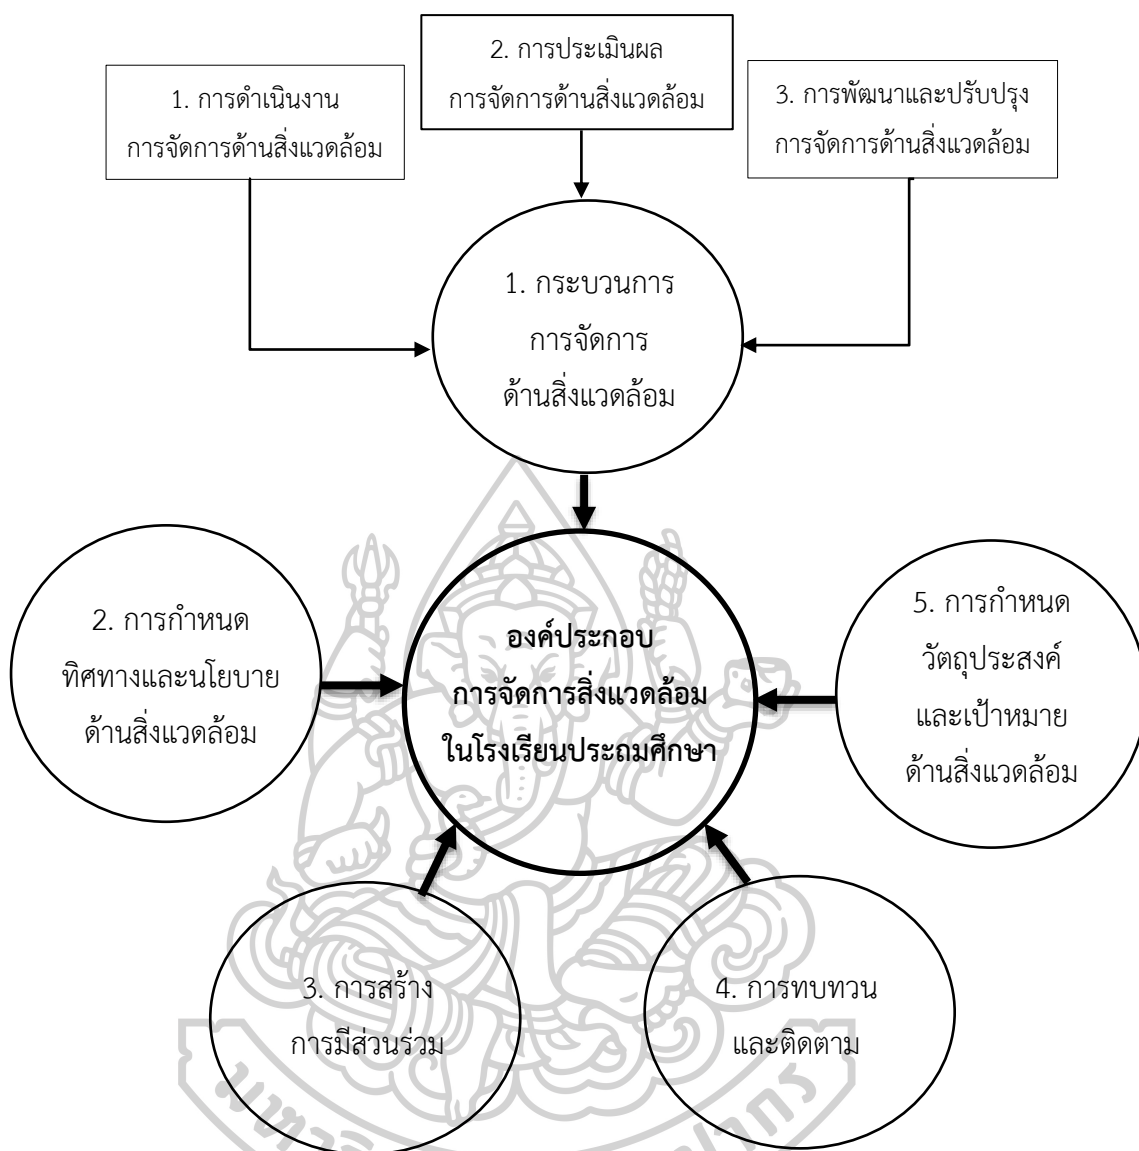 1. การดำเนินงาน
การจัดการด้านสิ่งแวดล้อม
2. การประเมินผล
การจัดการด้านสิ่งแวดล้อม
3. การพัฒนาและปรับปรุง
การจัดการด้านสิ่งแวดล้อม
1. กระบวนการ
การจัดการ
ด้านสิ่งแวดล้อม
องค์ประกอบ
การจัดการสิ่งแวดล้อม
ในโรงเรียนประถมศึกษา
2. การกำหนด
ทิศทางและนโยบาย
ด้านสิ่งแวดล้อม
5. การกำหนด
วัตถุประสงค์
และเป้าหมาย
ด้านสิ่งแวดล้อม
3. การสร้าง
การมีส่วนร่วม
4. การทบทวน
และติดตาม